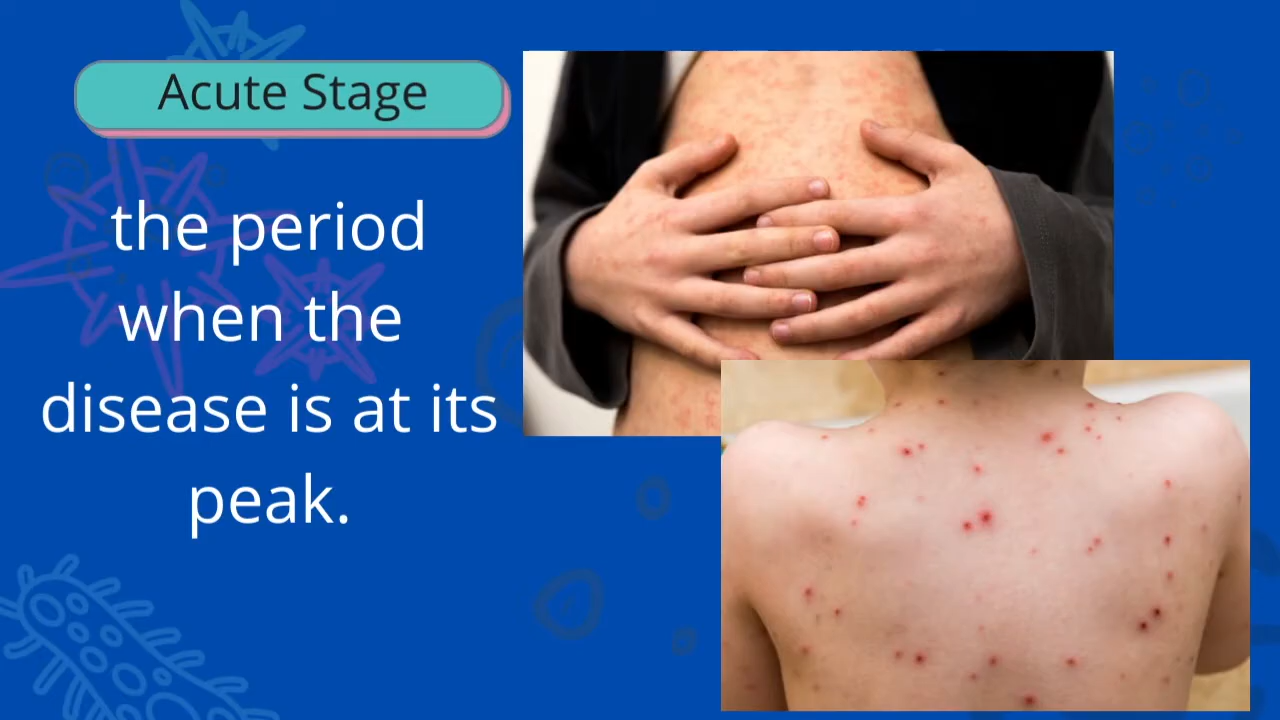 Acute Stage
the period
when the
disease is at its
peak.